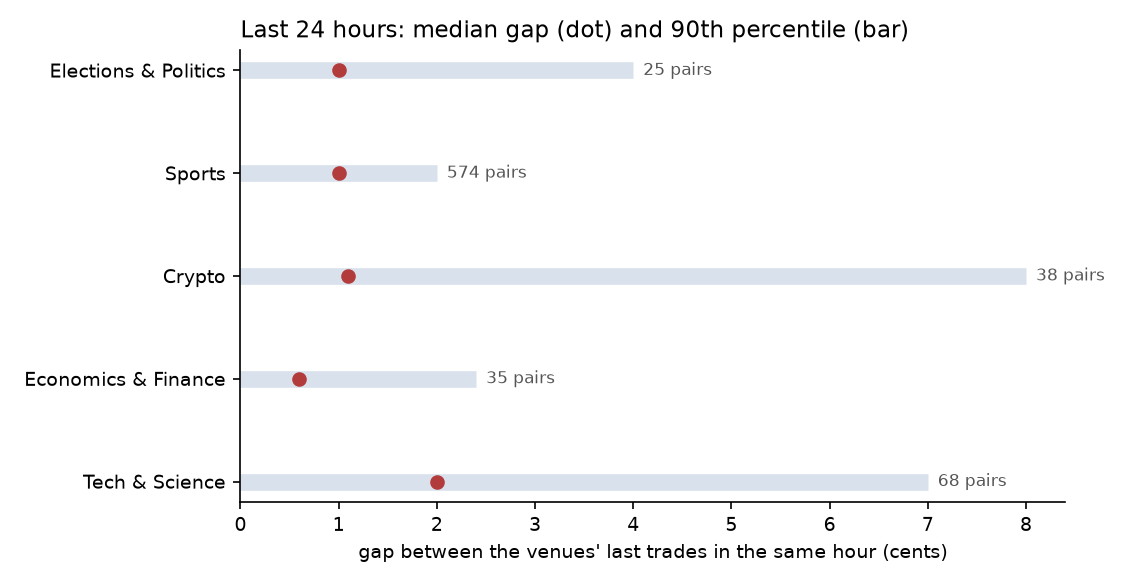 Last 24 hours: median gap (dot) and 90th percentile (bar)
Elections & Politics
25 pairs
Sports
574 pairs
Crypto
38 pairs
Economics & Finance
35 pairs
Tech & Science
68 pairs
0 1 2 3 4 5 6 7 8
gap between the venues' last trades in the same hour (cents)